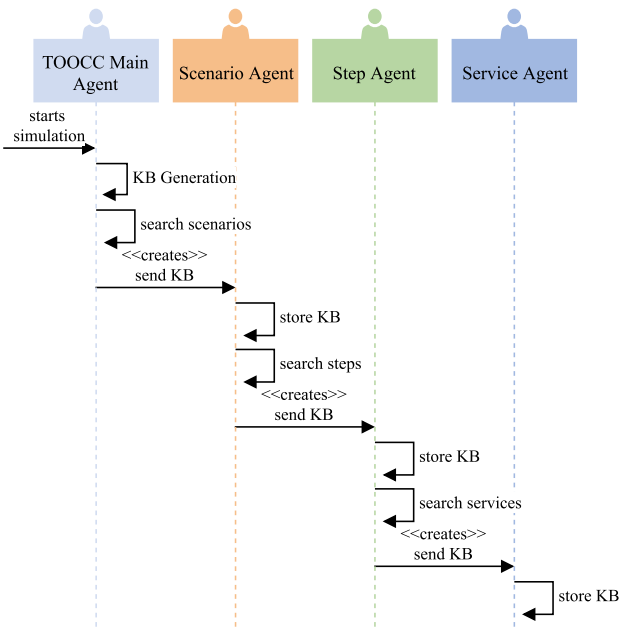 TOOCC Main
Agent
Scenario Agent
Step Agent
Service Agent
starts
simulation
KB Generation
search scenarios
<<creates>>
send KB
store KB
search steps
<<creates>>
send KB
store KB
search services
<<creates>>
send KB
store KB